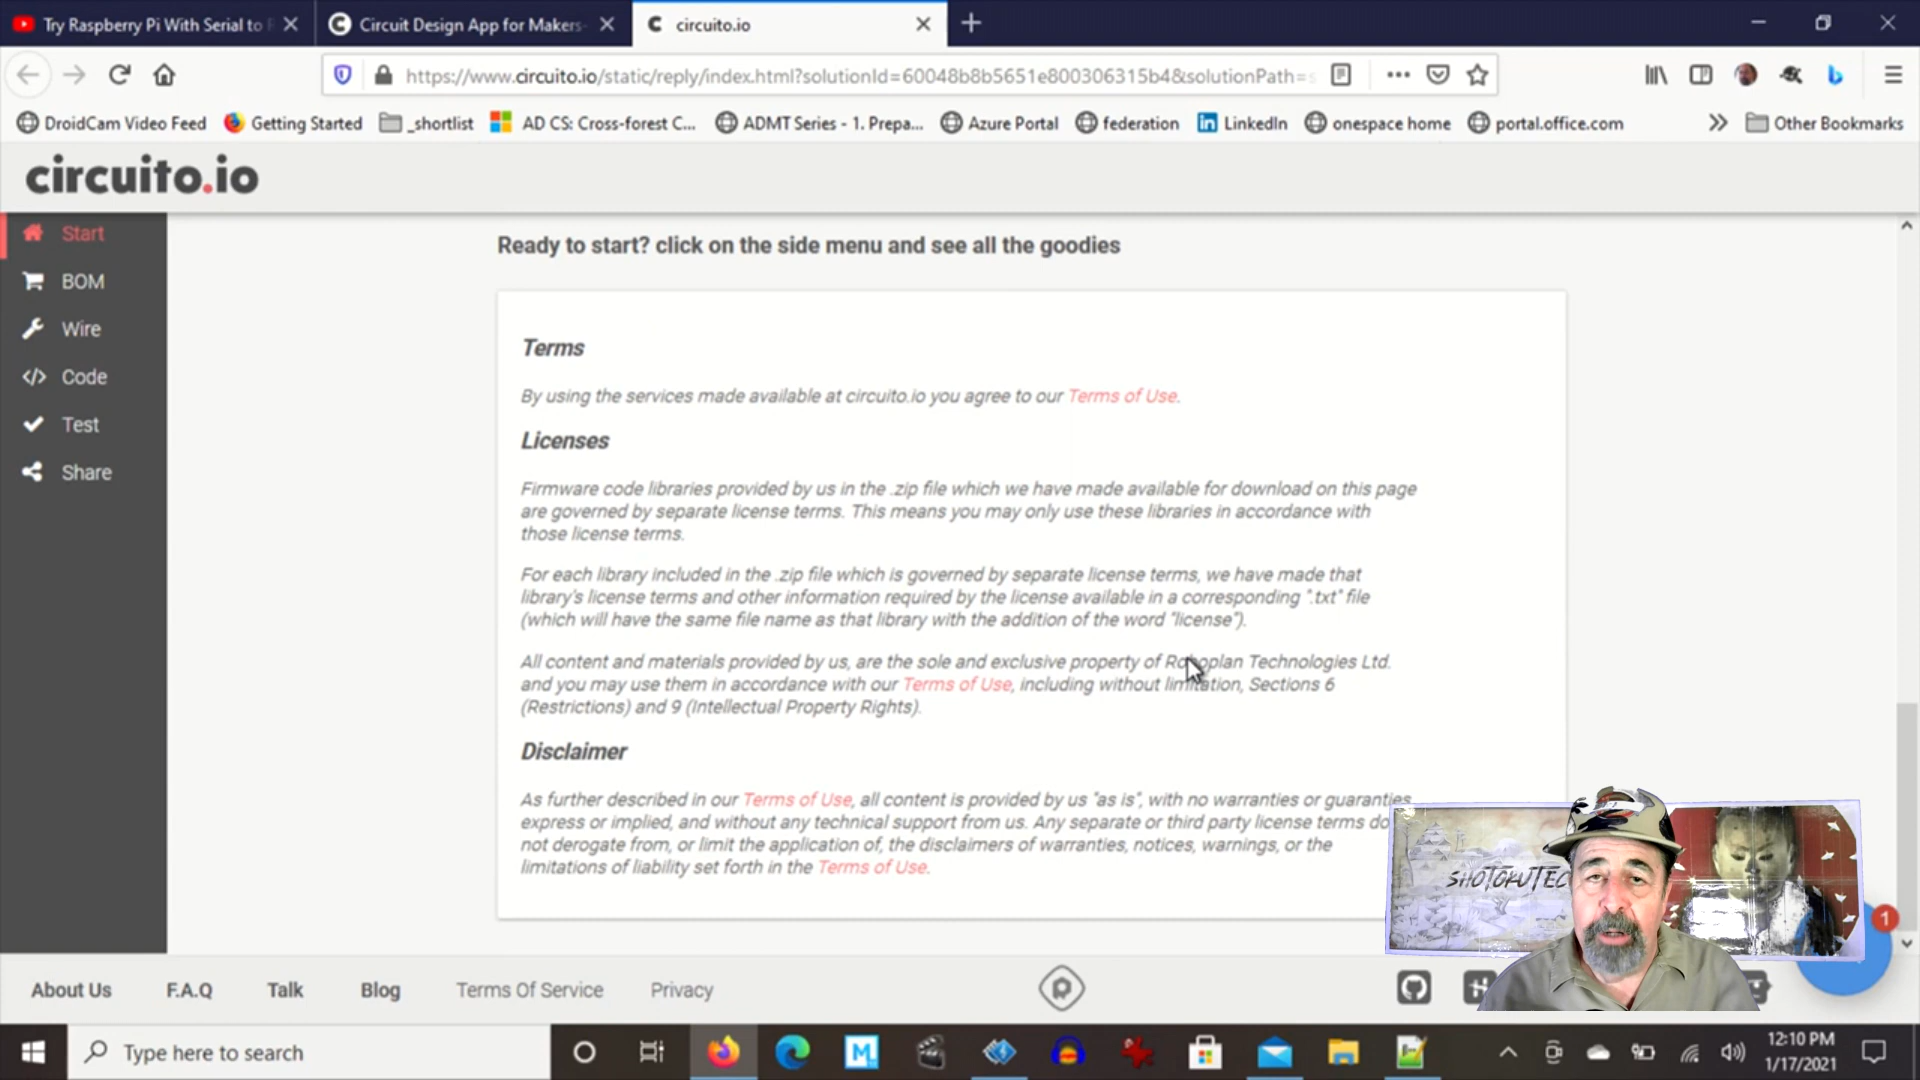 Try Raspberry Pi With Serial to
Circuit Design App for Makers-
circuito.io
https://www.circuito.io/static/reply/index.html?solutionId=60048b8b5651e800306315b4&solutionPath=
DroidCam Video Feed
Getting Started
_shortlist
AD CS: Cross-forest C...
ADMT Series - 1. Prepa...
Azure Portal
federation
LinkedIn
onespace home
portal.office.com
Other Bookmarks
circuito.io
Start
BOM
Wire
Code
Test
Share
Ready to start? click on the side menu and see all the goodies
Terms
By using the services made available at circuito.io you agree to our Terms of Use.
Licenses
Firmware code libraries provided by us in the .zip file which we have made available for download on this page
are governed by separate license terms. This means you may only use these libraries in accordance with
those license terms.
For each library included in the .zip file which is governed by separate license terms, we have made that
library's license terms and other information required by the license available in a corresponding ".txt" file
(which will have the same file name as that library with the addition of the word "license").
All content and materials provided by us, are the sole and exclusive property of Roboplan Technologies Ltd.
and you may use them in accordance with our Terms of Use, including without limitation, Sections 6
(Restrictions) and 9 (Intellectual Property Rights).
Disclaimer
As further described in our Terms of Use, all content is provided by us "as is", with no warranties or guaranties
express or implied, and without any technical support from us. Any separate or third party license terms do
not derogate from, or limit the application of, the disclaimers of warranties, notices, warnings, or the
limitations of liability set forth in the Terms of Use.
SHOTOKUTEC
1
About Us
F.A.Q
Talk
Blog
Terms Of Service
Privacy
Type here to search
12:10 PM
1/17/2021